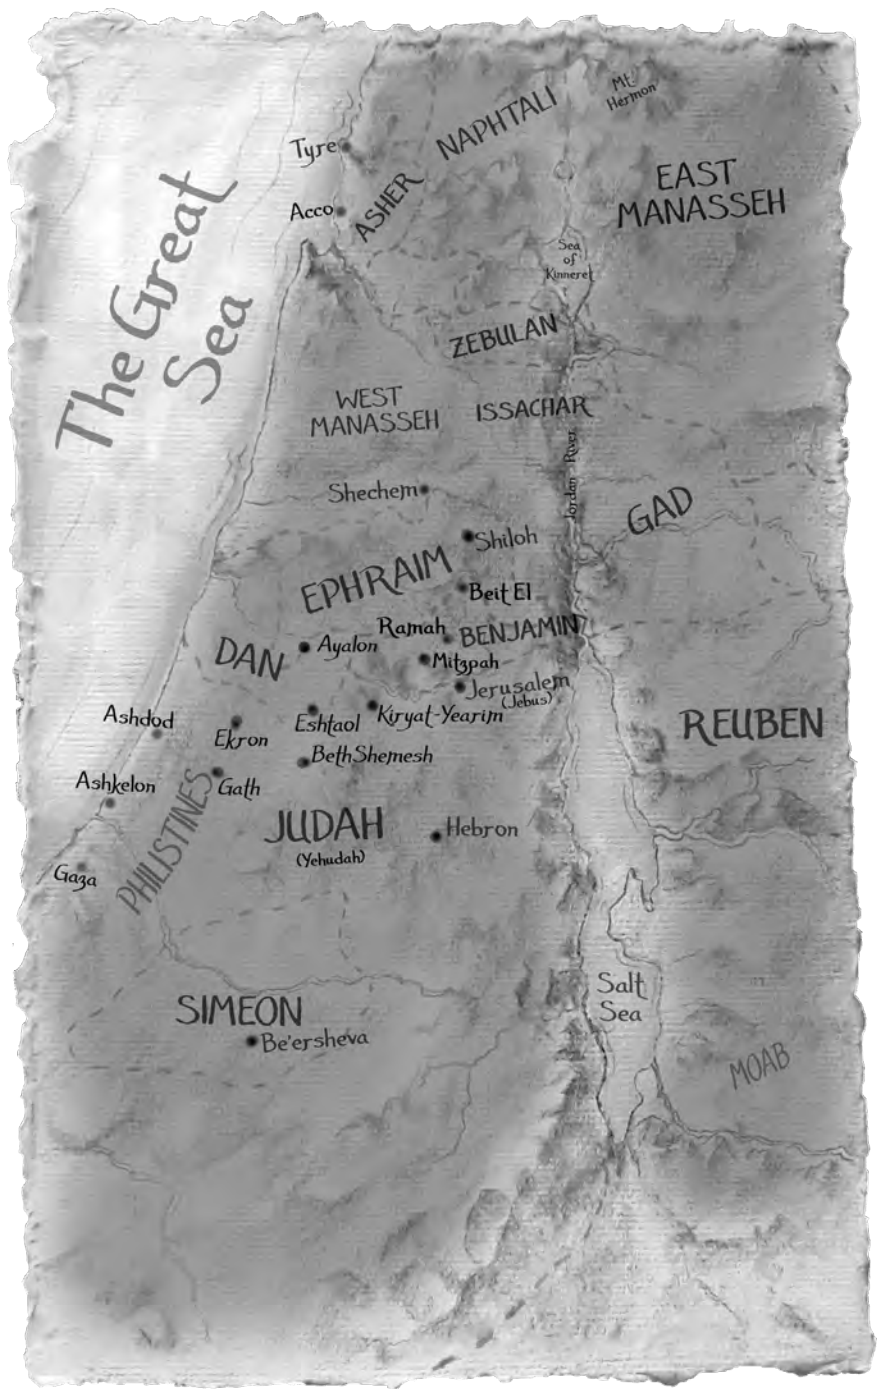 Mt.
Hermon
NAPHTALI
Tyre
EAST
MANASSEH
ASHER
Acco
The Great
Sea
Sea
of
Kinneret
ZEBULAN
WEST
MANASSEH
ISSACHAR
Jordan River
Shechem
GAD
Shiloh
EPHRAIM
Beit El
Ramah
BENJAMIN
DAN
Ayalon
Mitzpah
Jerusalem
(Jebus)
Ashdod
Ekron
Eshtaol
Kiryat-Yearim
REUBEN
BethShemesh
Ashkelon
Gath
PHILISTINES
JUDAH
(Yehudah)
Hebron
Gaza
Salt
Sea
SIMEON
Be'ersheva
MOAB